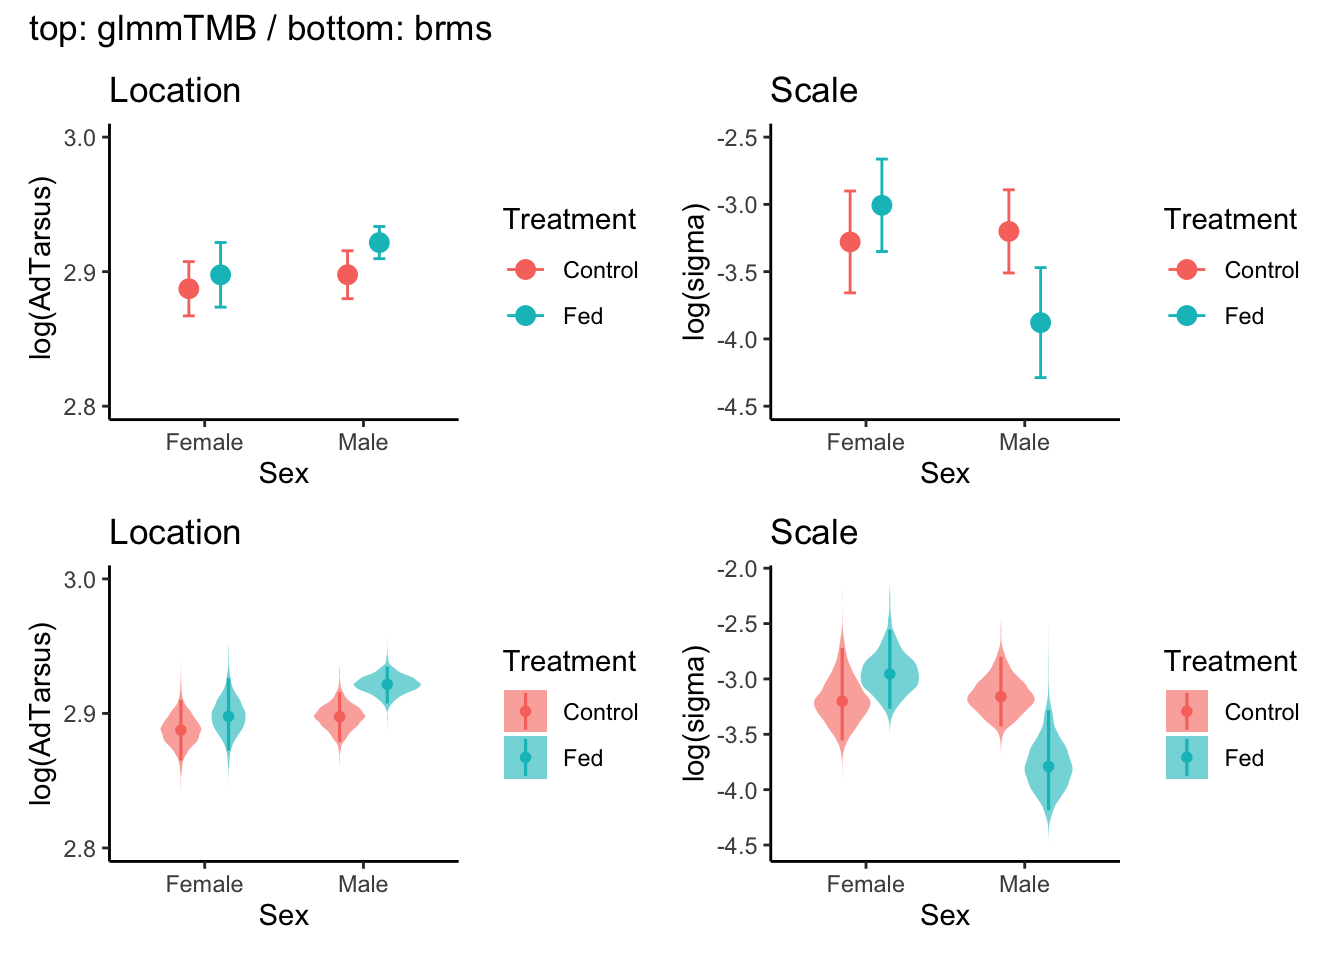 top: glmmTMB / bottom: brms
Location
3.0
2.9
2.8
log(AdTarsus)
Female
Male
Sex
Treatment
Control
Fed
Scale
-2.5
-3.0
-3.5
-4.0
-4.5
log(sigma)
Female
Male
Sex
Treatment
Control
Fed
Location
3.0
2.9
2.8
log(AdTarsus)
Female
Male
Sex
Treatment
Control
Fed
Scale
-2.0
-2.5
-3.0
-3.5
-4.0
-4.5
log(sigma)
Female
Male
Sex
Treatment
Control
Fed